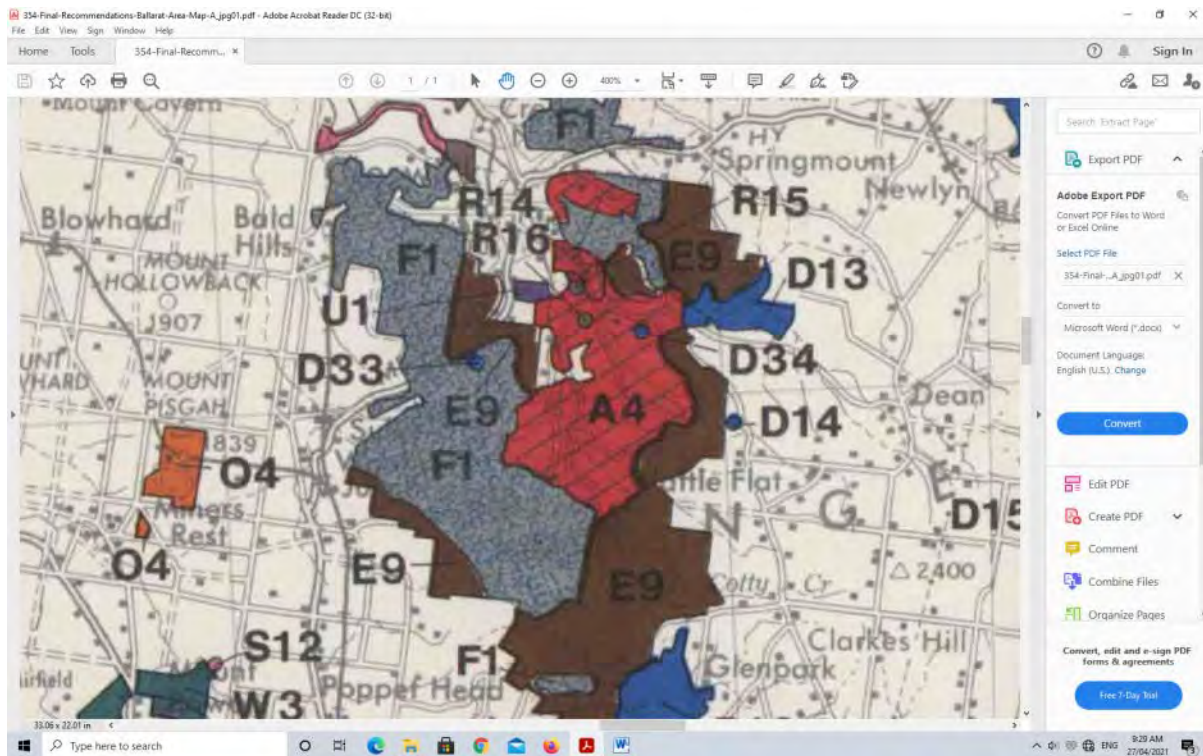 354-Final-Recommendations-Ballarat-Area-Map-A_jpg01.pdf - Adobe Acrobat Reader DC (32-bit)
File Edit View Sign Window Help
Home Tools 354-Final-Recomm... ×
Sign In
1 / 1 400%
Mount Cavern
F1
HY
Springmount
Newlyn
R14
R15
Blowhard
Bald
Hills
R16
F1
E9
MOUNT
HOLLOWBACK
D13
1907
U1
D33
D34
MOUNT
PISGAH
E9
A4
Dean
D14
1839
F1
O4
ttle Flat
N G
D15
Miners
Rest
O4
E9
E9
Cr
△ 2,400
S12
Clarkes Hill
F1
Glenpark
W3
Poppet Head
33.06 x 22.01 in
Search 'Extract Page'
Export PDF
Adobe Export PDF
Convert PDF Files to Word
or Excel Online
Select PDF File
354-Final-...A_jpg01.pdf ×
Convert to
Microsoft Word (*.docx)
Document Language:
English (U.S.) Change
Convert
Edit PDF
Create PDF
Comment
Combine Files
Organize Pages
Convert, edit and e-sign PDF
forms & agreements
Free 7-Day Trial
Type here to search
ENG
9:29 AM
27/04/2021